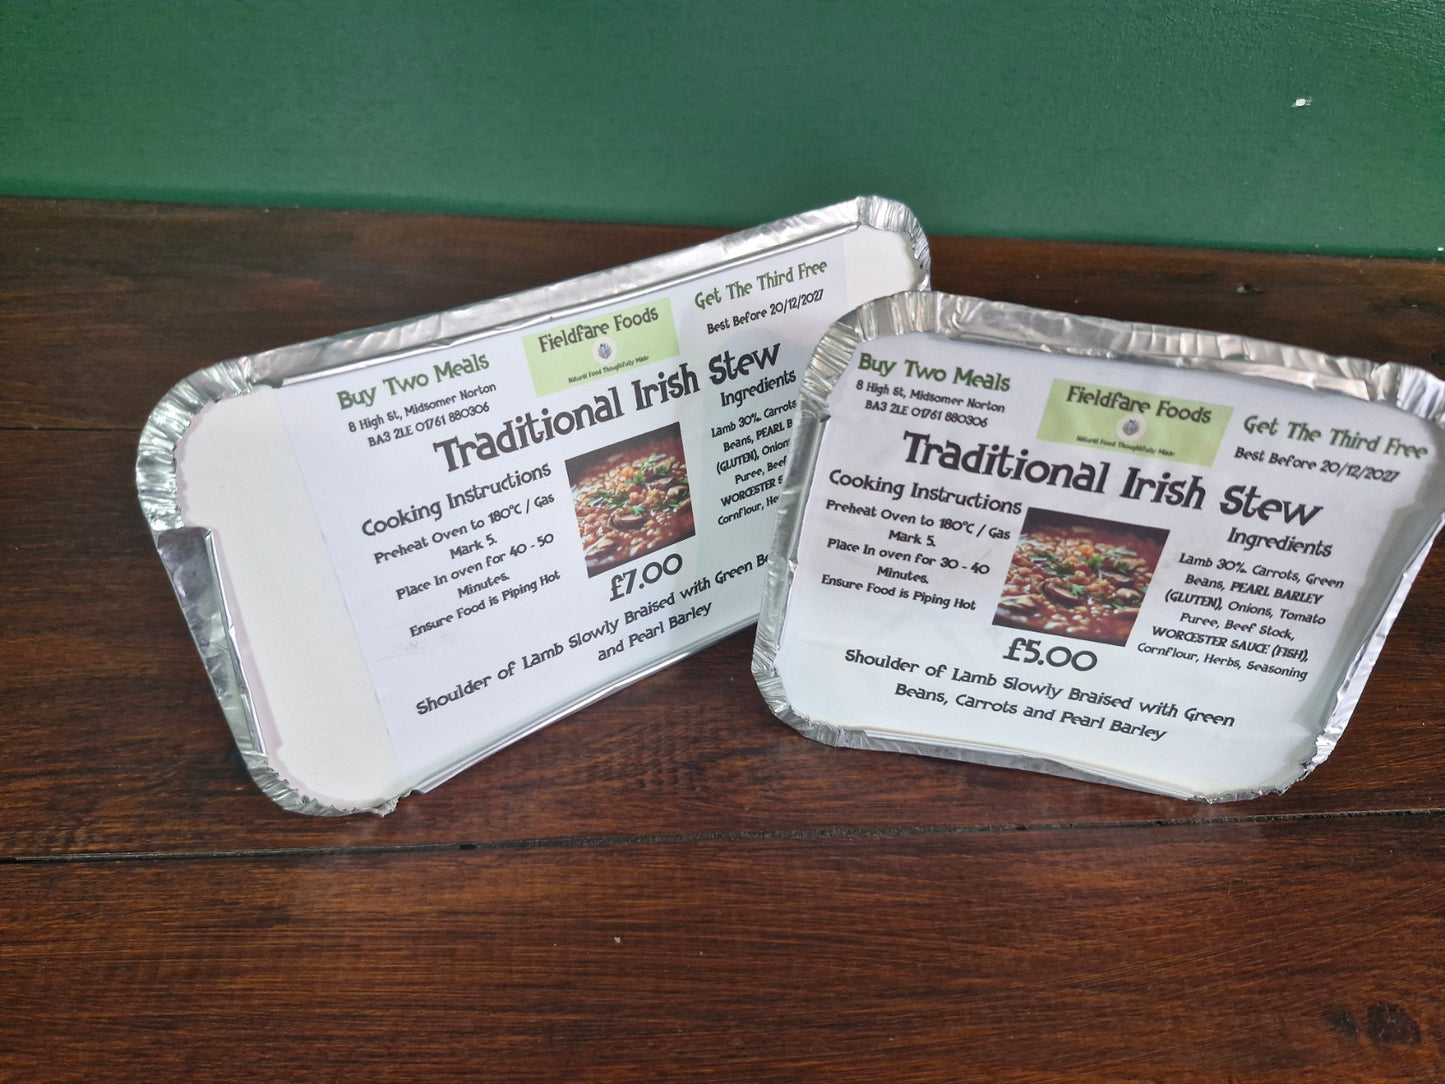 Buy Two Meals
8 High St, Midsomer Norton
BA3 2LE 01761 880306
Fieldfare Foods
Natural Food Thoughtfully Made
Get The Third Free
Best Before 20/12/2027
Traditional Irish Stew
Cooking Instructions
Preheat Oven to 180°C / Gas
Mark 5.
Place In oven for 40 - 50
Minutes.
Ensure Food is Piping Hot
£7.00
Ingredients
Lamb 30%, Carrots
Beans, PEARL B
(GLUTEN), Onion
Puree, Beef
WORCESTER S
Cornflour, He
Shoulder of Lamb Slowly Braised with Green Be
and Pearl Barley
Buy Two Meals
8 High St, Midsomer Norton
BA3 2LE 01761 880306
Fieldfare Foods
Natural Food Thoughtfully Made
Get The Third Free
Best Before 20/12/2027
Traditional Irish Stew
Cooking Instructions
Preheat Oven to 180°C / Gas
Mark 5.
Place In oven for 30 - 40
Minutes.
Ensure Food is Piping Hot
£5.00
Ingredients
Lamb 30%, Carrots, Green
Beans, PEARL BARLEY
(GLUTEN), Onions, Tomato
Puree, Beef Stock,
WORCESTER SAUCE (FISH),
Cornflour, Herbs, Seasoning
Shoulder of Lamb Slowly Braised with Green
Beans, Carrots and Pearl Barley